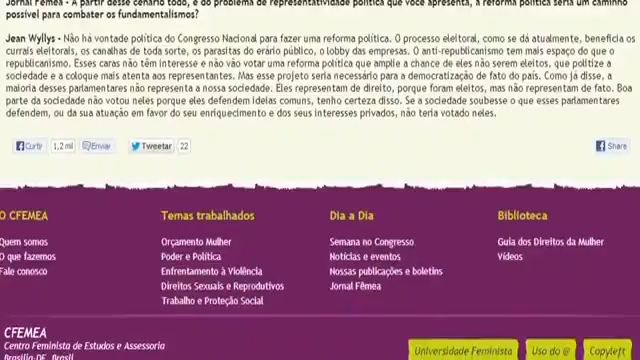 Jornal Fêmea - A partir desse cenário todo, e do problema de representatividade política que você apresenta, a reforma política seria um caminho
possível para combater os fundamentalismos?
Jean Wyllys - Não há vontade política do Congresso Nacional para fazer uma reforma política. O processo eleitoral, como se dá atualmente, beneficia os
currais eleitorais, os canalhas de toda sorte, os parasitas do erário público, o lobby das empresas. O anti-republicanismo tem mais espaço do que o
republicanismo. Esses caras não têm interesse e não vão votar uma reforma política que amplie a chance de eles não serem eleitos, que politize a
sociedade e a coloque mais atenta aos representantes. Mas esse projeto seria necessário para a democratização de fato do país. Como já disse, a
maioria desses parlamentares não representa a nossa sociedade. Eles representam de direito, porque foram eleitos, mas não representam de fato. Boa
parte da sociedade não votou neles porque eles defendem ideias comuns, tenho certeza disso. Se a sociedade soubesse o que esses parlamentares
defendem, ou da sua atuação em favor do seu enriquecimento e dos seus interesses privados, não teria votado neles.
Curtir 1,2 mil Enviar Tweetar 22 Share
O CFEMEA Temas trabalhados Dia a Dia Biblioteca
Quem somos Orçamento Mulher Semana no Congresso Guia dos Direitos da Mulher
O que fazemos Poder e Política Notícias e eventos Vídeos
Fale conosco Enfrentamento à Violência Nossas publicações e boletins
Direitos Sexuais e Reprodutivos Jornal Fêmea
Trabalho e Proteção Social
CFEMEA
Centro Feminista de Estudos e Assessoria
Brasília-DF, Brasil
Universidade Feminista Uso do @ Copyleft